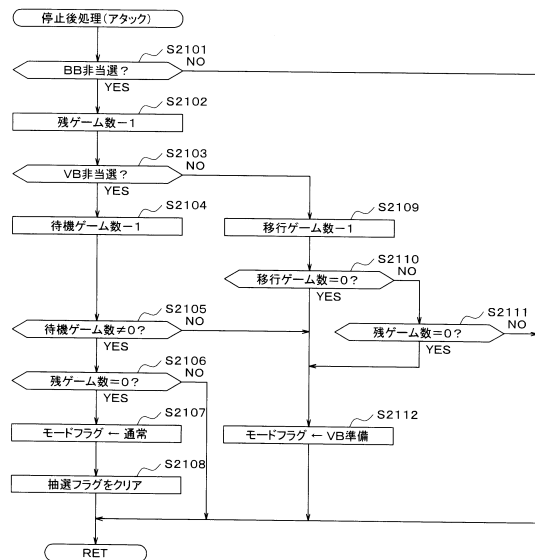 停止後処理(アタック)
S2101
BB非当選?
NO
YES
S2102
残ゲーム数−1
S2103
VB非当選?
NO
YES
S2104
待機ゲーム数−1
S2109
移行ゲーム数−1
S2110
移行ゲーム数=0?
NO
YES
S2111
残ゲーム数=0?
NO
YES
S2105
待機ゲーム数≠0?
NO
YES
S2106
残ゲーム数=0?
NO
YES
S2107
モードフラグ ← 通常
S2112
モードフラグ ← VB準備
S2108
抽選フラグをクリア
RET